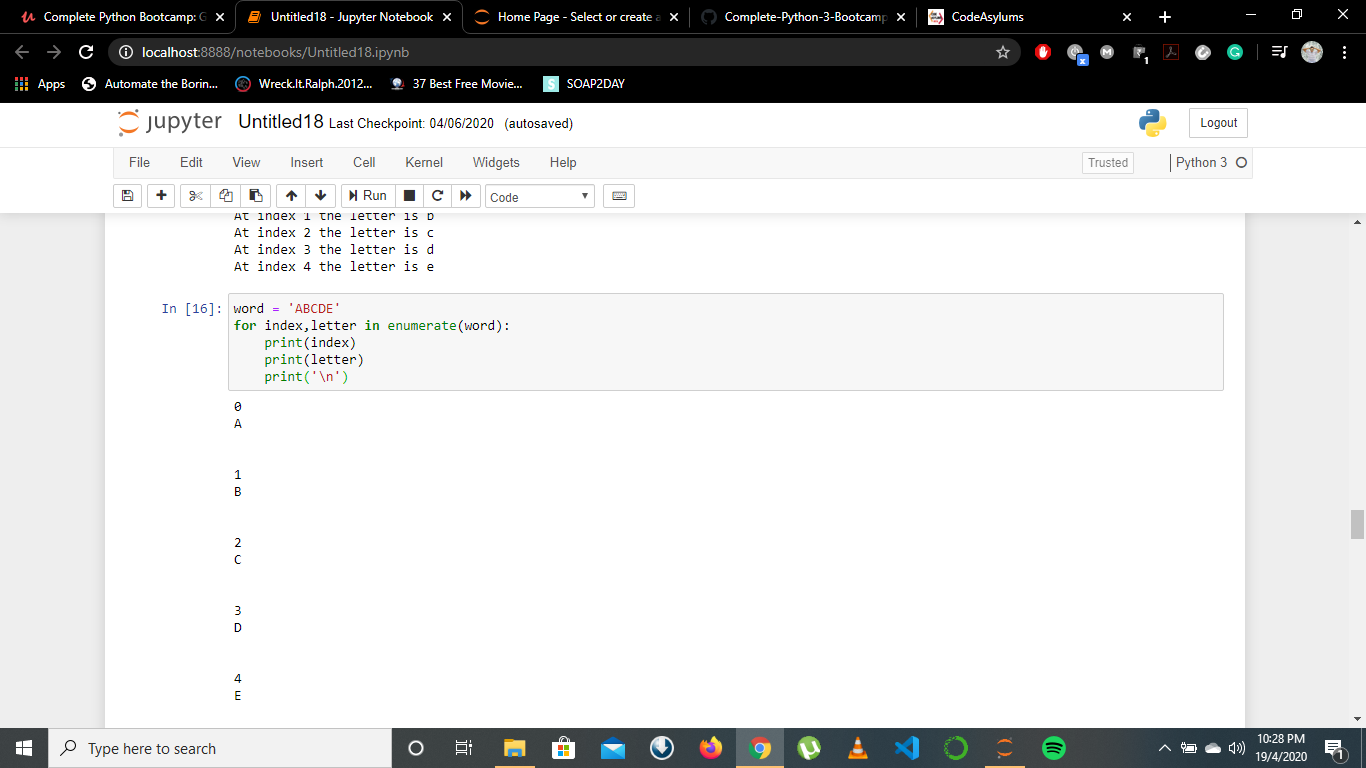 Complete Python Bootcamp: G
Untitled18 - Jupyter Notebook
Home Page - Select or create a
Complete-Python-3-Bootcamp
CodeAsylums
localhost:8888/notebooks/Untitled18.ipynb
Apps
Automate the Borin...
Wreck.It.Ralph.2012...
37 Best Free Movie...
S
SOAP2DAY
jupyter Untitled18 Last Checkpoint: 04/06/2020 (autosaved)
Logout
File Edit View Insert Cell Kernel Widgets Help
Trusted
Python 3
Run
Code
At index 1 the letter is b
At index 2 the letter is c
At index 3 the letter is d
At index 4 the letter is e
In [16]:
word = 'ABCDE'
for index,letter in enumerate(word):
    print(index)
    print(letter)
    print('\n')
0
A
1
B
2
C
3
D
4
E
Type here to search
10:28 PM
19/4/2020
1